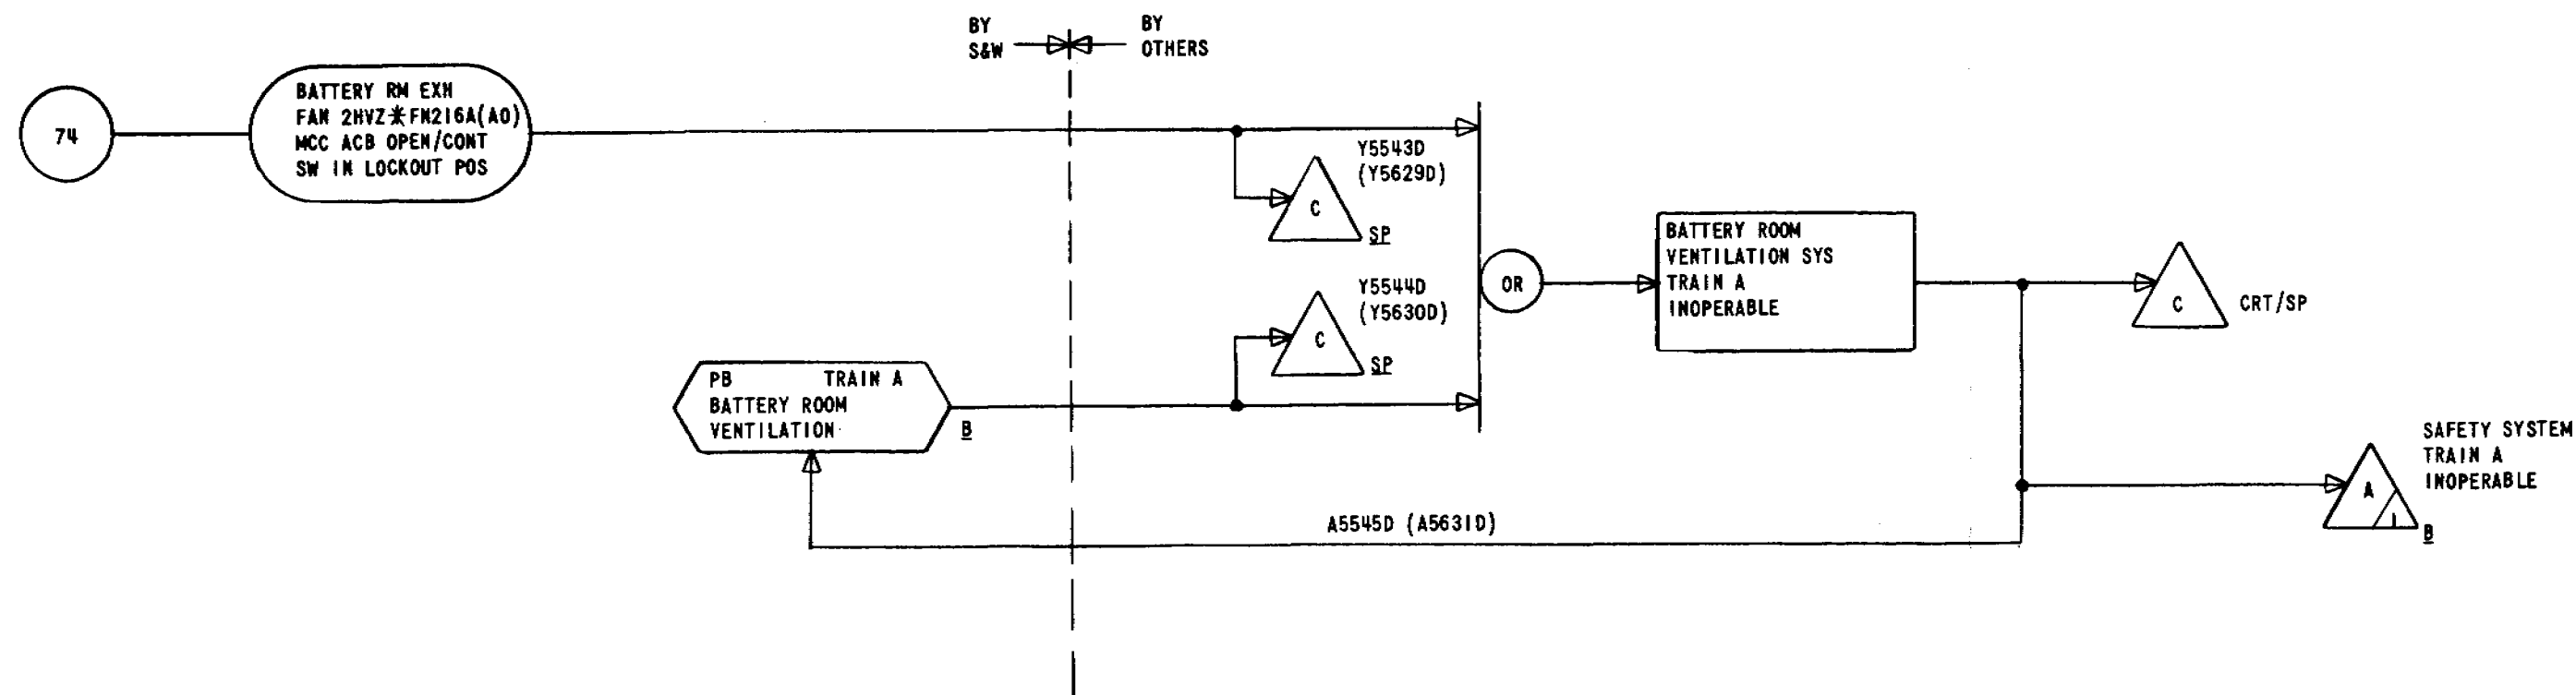 BY
S&W
BY
OTHERS
74
BATTERY RM EXH
FAN 2HVZ*FN216A(AO)
MCC ACB OPEN/CONT
SW IN LOCKOUT POS
Y5543D
(Y5629D)
C
SP
Y5544D
(Y5630D)
C
SP
OR
BATTERY ROOM
VENTILATION SYS
TRAIN A
INOPERABLE
C
CRT/SP
PB TRAIN A
BATTERY ROOM
VENTILATION
B
SAFETY SYSTEM
TRAIN A
INOPERABLE
A
1
B
A5545D (A5631D)